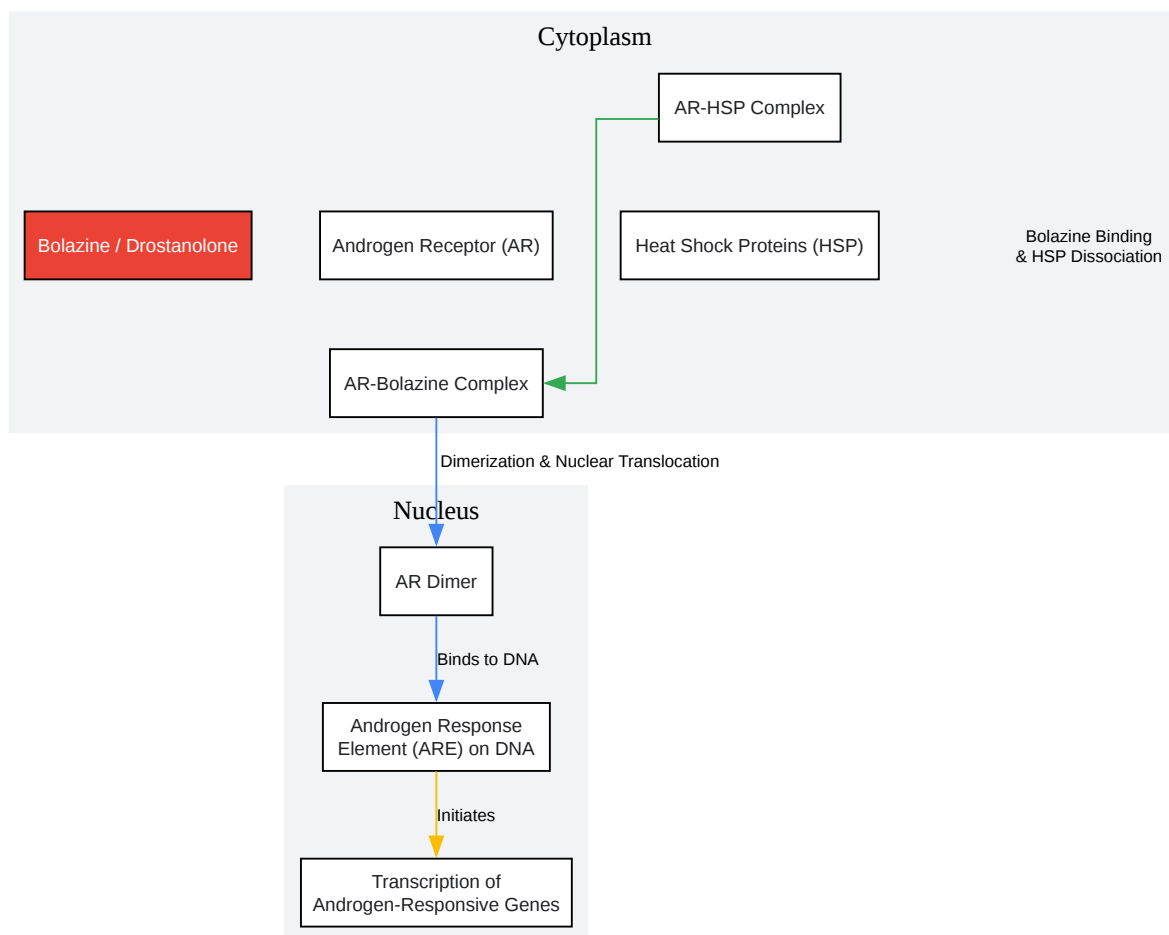 Cytoplasm
AR-HSP Complex
Bolazine / Drostanolone
Androgen Receptor (AR)
Heat Shock Proteins (HSP)
Bolazine Binding
& HSP Dissociation
AR-Bolazine Complex
Dimerization & Nuclear Translocation
Nucleus
AR Dimer
Binds to DNA
Androgen Response
Element (ARE) on DNA
Initiates
Transcription of
Androgen-Responsive Genes